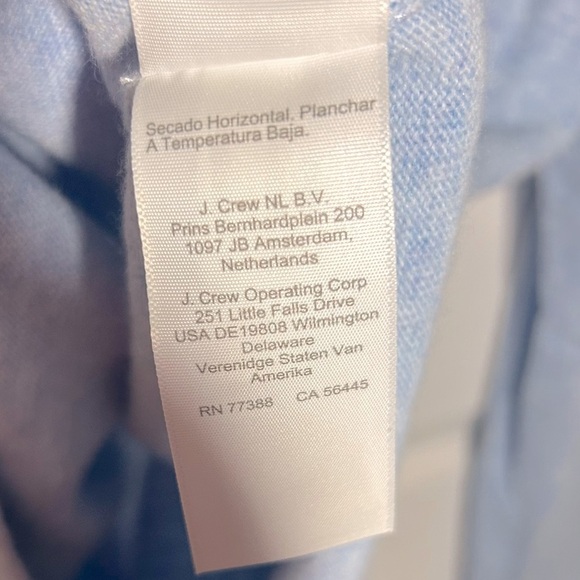 Secado Horizontal, Planchar
A Temperatura Baja.
J. Crew NL B.V.
Prins Bernhardplein 200
1097 JB Amsterdam,
Netherlands
J. Crew Operating Corp
251 Little Falls Drive
USA DE19808 Wilmington
Delaware
Verenidge Staten Van
Amerika
RN 77388 CA 56445